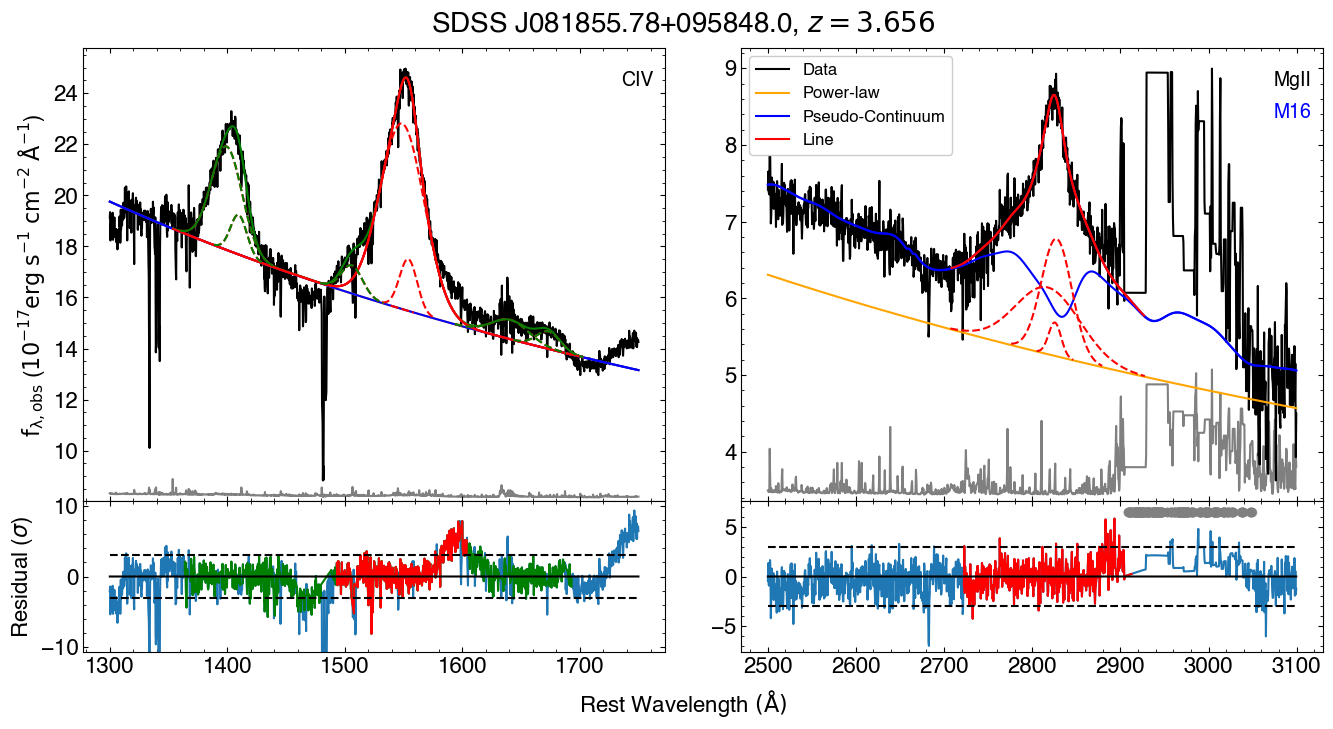 SDSS J081855.78+095848.0, z = 3.656
CIV
24
22
20
18
16
14
12
10
f_λ,obs (10⁻¹⁷erg s⁻¹ cm⁻² Å⁻¹)
10
0
−10
Residual (σ)
1300 1400 1500 1600 1700
Data
Power-law
Pseudo-Continuum
Line
MgII
M16
9
8
7
6
5
4
5
0
−5
2500 2600 2700 2800 2900 3000 3100
Rest Wavelength (Å)